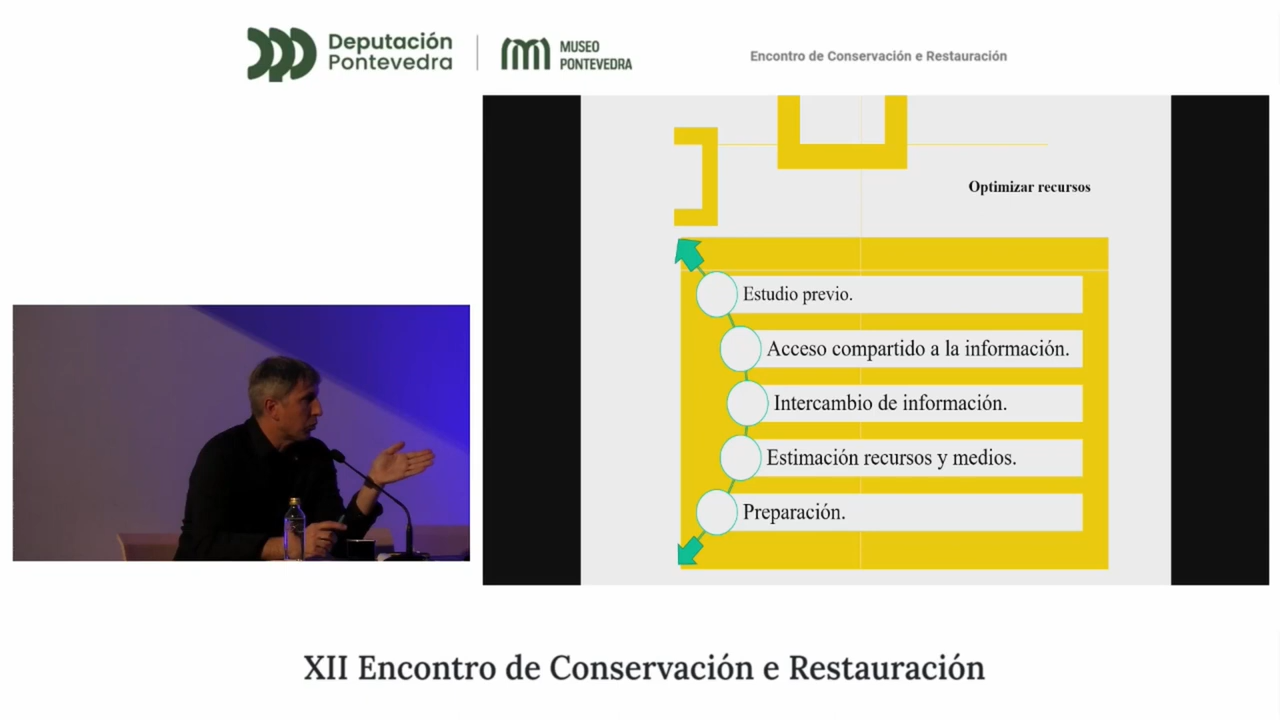 Deputación
Pontevedra
MUSEO
PONTEVEDRA
Encontro de Conservación e Restauración
Optimizar recursos
Estudio previo.
Acceso compartido a la información.
Intercambio de información.
Estimación recursos y medios.
Preparación.
XII Encontro de Conservación e Restauración